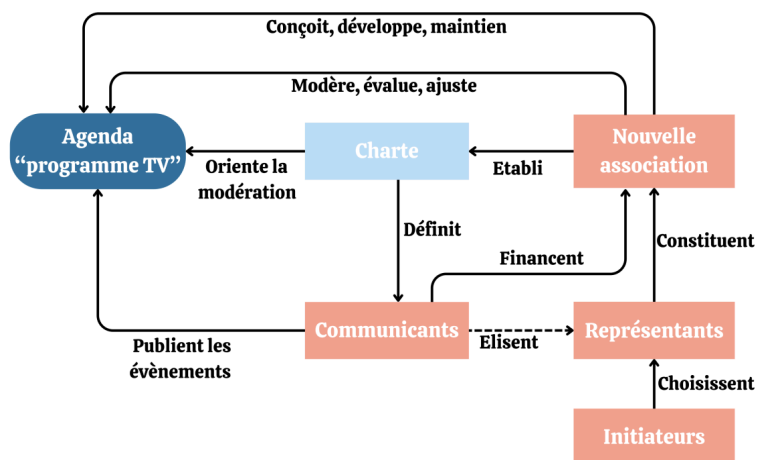 Conçoit, développe, maintien
Modère, évalue, ajuste
Agenda
“programme TV”
Oriente la
modération
Charte
Etabli
Nouvelle
association
Définit
Financent
Constituent
Communicants
Elisent
Représentants
Publient les
évènements
Choisissent
Initiateurs